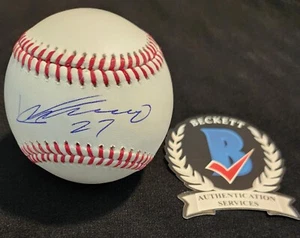 27
BECKETT
B
AUTHENTICATION
SERVICES